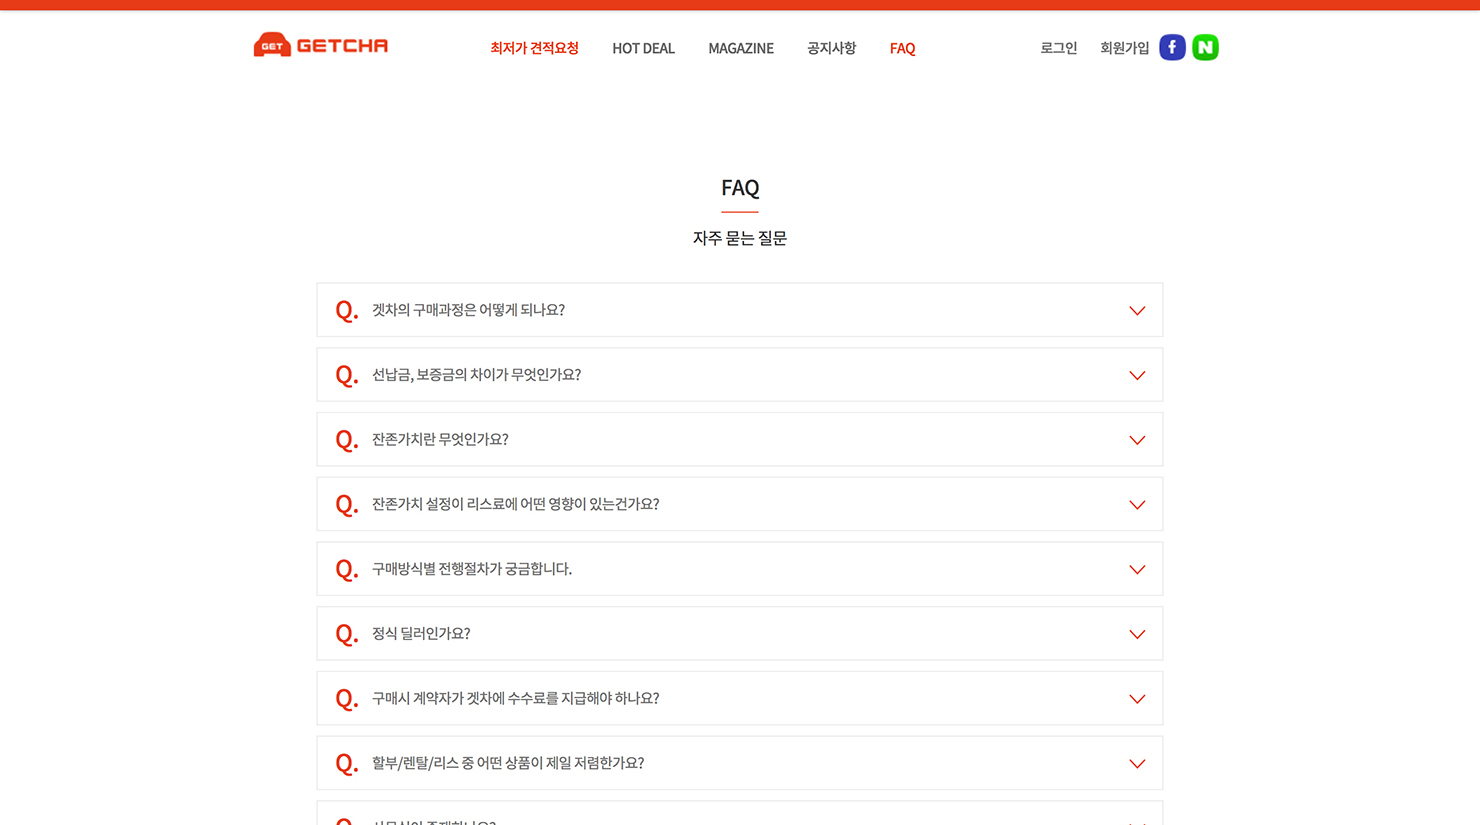 GET GETCHA
최저가 견적요청 HOT DEAL MAGAZINE 공지사항 FAQ
로그인 회원가입 f N
FAQ
자주 묻는 질문
Q. 겟차의 구매과정은 어떻게 되나요?
Q. 선납금, 보증금의 차이가 무엇인가요?
Q. 잔존가치란 무엇인가요?
Q. 잔존가치 설정이 리스료에 어떤 영향이 있는건가요?
Q. 구매방식별 전행절차가 궁금합니다.
Q. 정식 딜러인가요?
Q. 구매시 계약자가 겟차에 수수료를 지급해야 하나요?
Q. 할부/렌탈/리스 중 어떤 상품이 제일 저렴한가요?